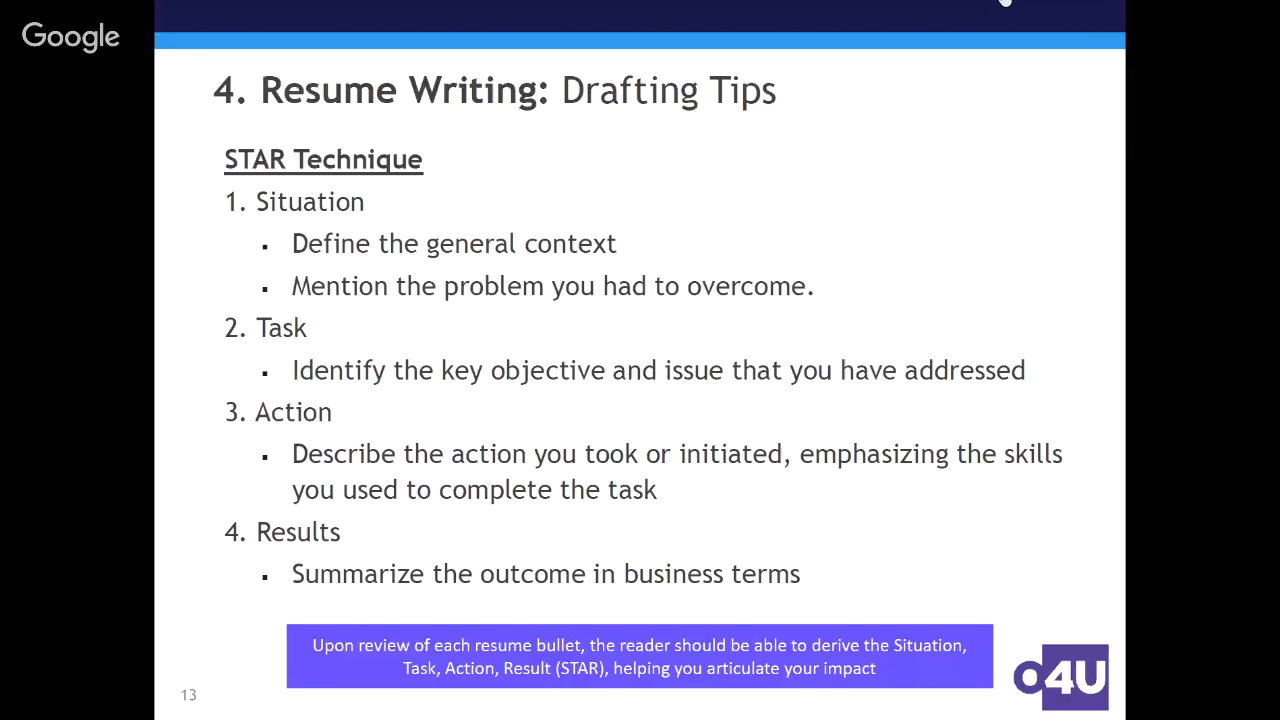 Google
4. Resume Writing: Drafting Tips
STAR Technique
1. Situation
▪ Define the general context
▪ Mention the problem you had to overcome.
2. Task
▪ Identify the key objective and issue that you have addressed
3. Action
▪ Describe the action you took or initiated, emphasizing the skills
you used to complete the task
4. Results
▪ Summarize the outcome in business terms
Upon review of each resume bullet, the reader should be able to derive the Situation,
Task, Action, Result (STAR), helping you articulate your impact
13
o4U